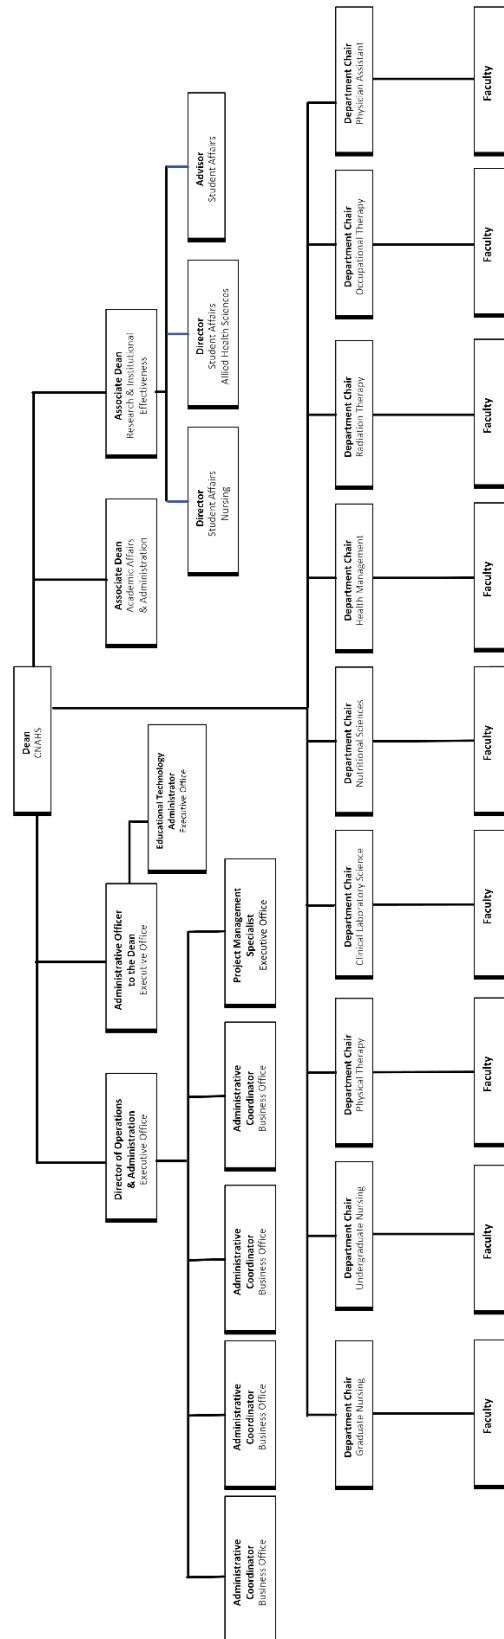 Dean
CNAHS
Director of Operations
& Administration
Executive Office
Administrative Officer
to the Dean
Executive Office
Associate Dean
Academic Affairs
& Administration
Associate Dean
Research & Institutional
Effectiveness
Educational Technology
Administrator
Executive Office
Director
Student Affairs
Nursing
Director
Student Affairs
Allied Health Sciences
Advisor
Student Affairs
Administrative
Coordinator
Business Office
Administrative
Coordinator
Business Office
Administrative
Coordinator
Business Office
Administrative
Coordinator
Business Office
Project Management
Specialist
Executive Office
Department Chair
Graduate Nursing
Department Chair
Undergraduate Nursing
Department Chair
Physical Therapy
Department Chair
Clinical Laboratory Science
Department Chair
Nutritional Sciences
Department Chair
Health Management
Department Chair
Radiation Therapy
Department Chair
Occupational Therapy
Department Chair
Physician Assistant
Faculty
Faculty
Faculty
Faculty
Faculty
Faculty
Faculty
Faculty
Faculty